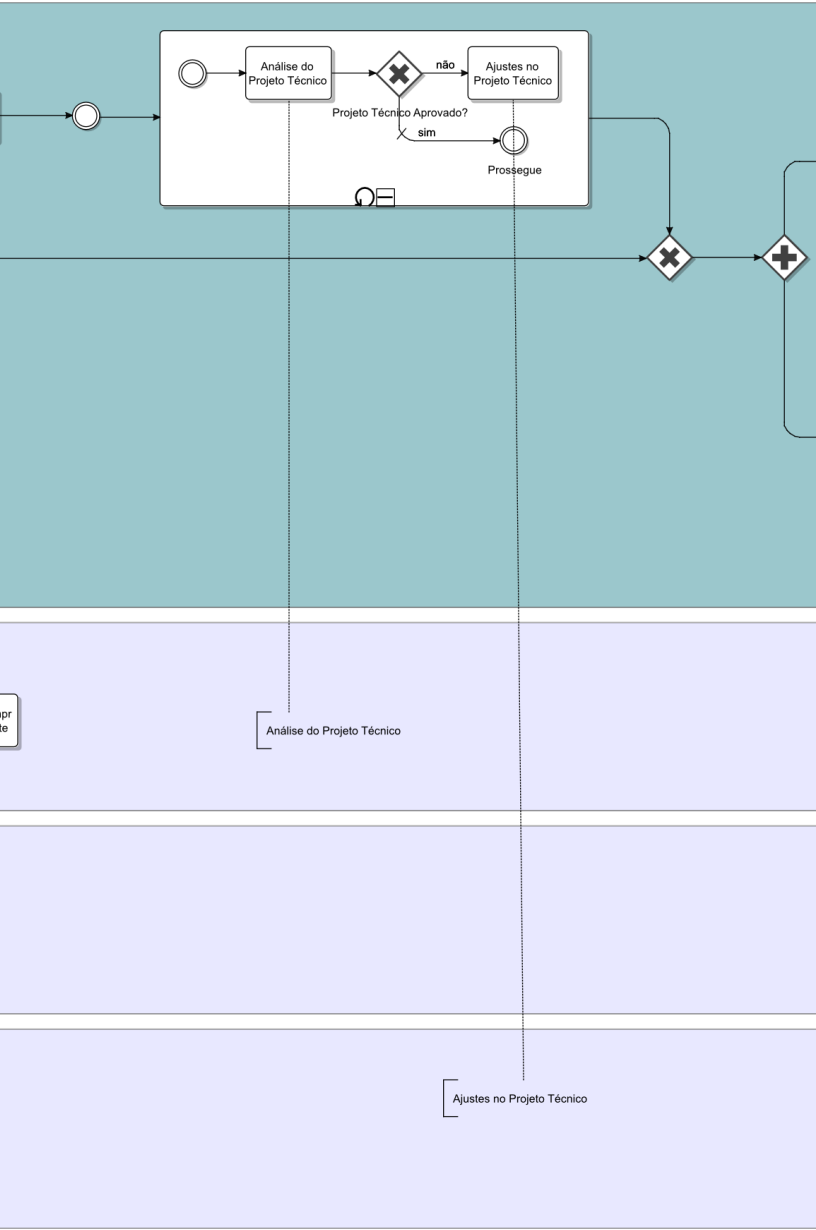 Análise do
Projeto Técnico
não
Ajustes no
Projeto Técnico
Projeto Técnico Aprovado?
sim
Prossegue
Análise do Projeto Técnico
Ajustes no Projeto Técnico